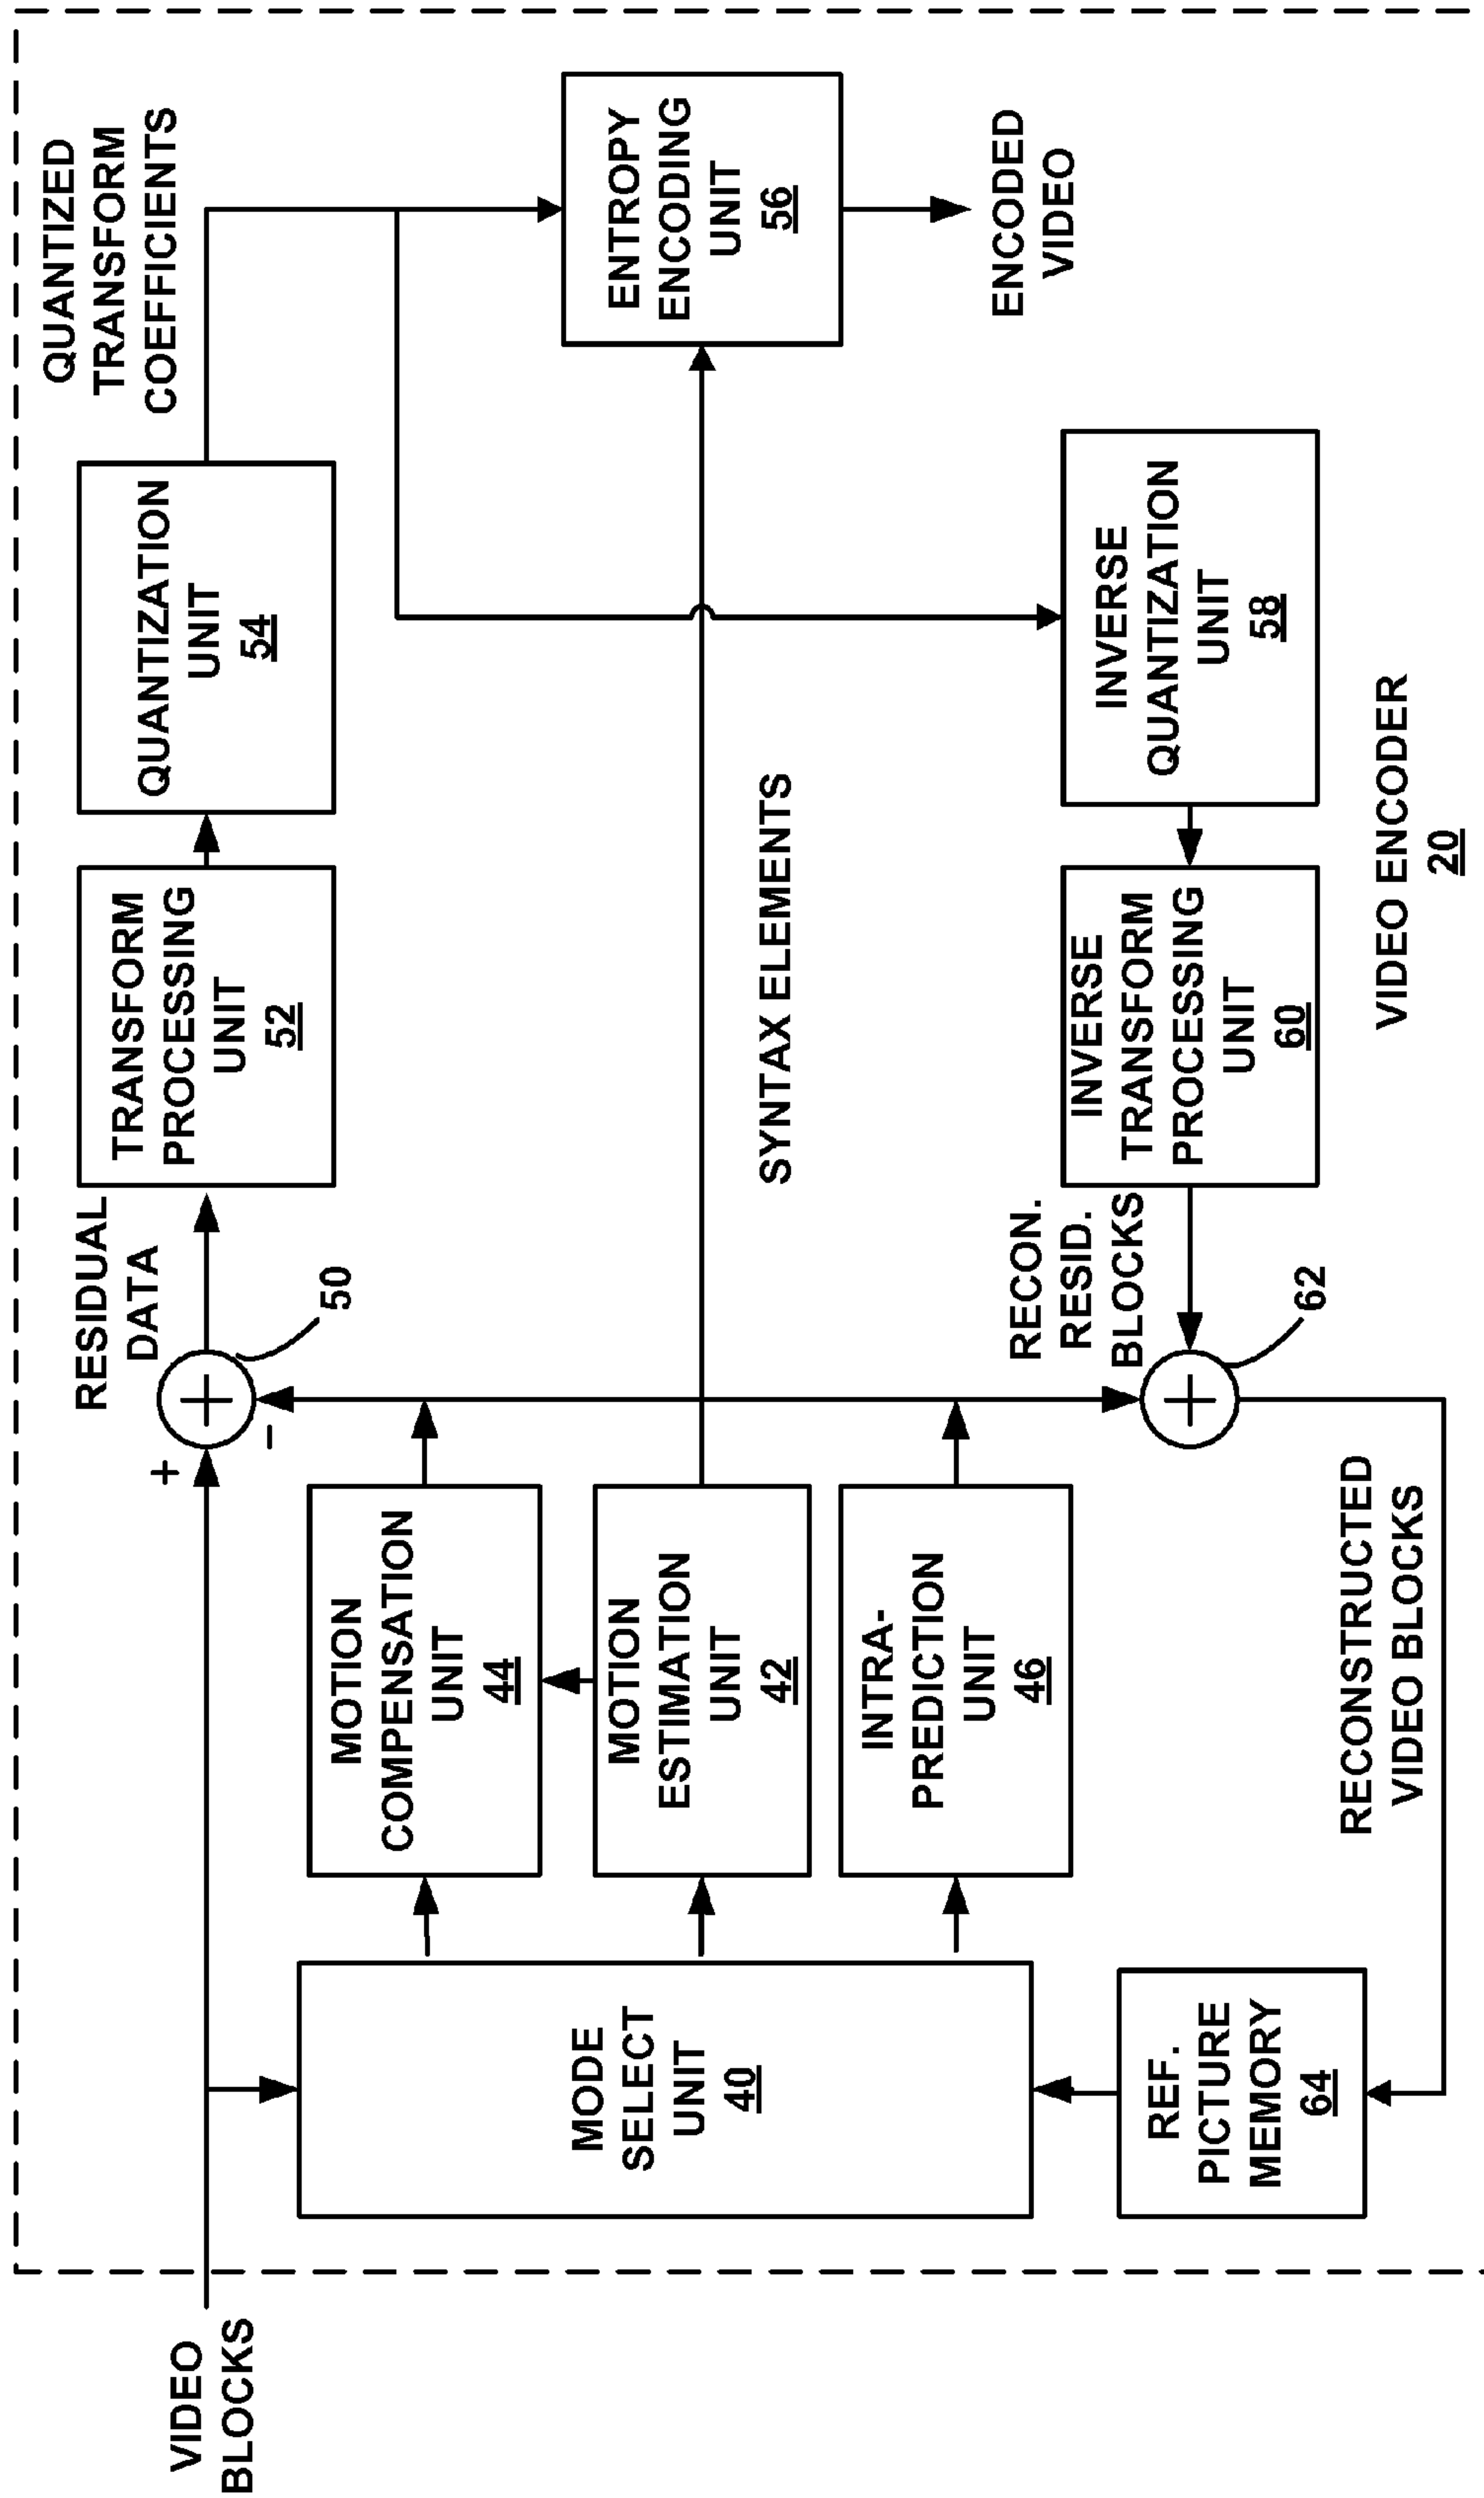 VIDEO
BLOCKS
MODE
SELECT
UNIT
40
REF.
PICTURE
MEMORY
64
MOTION
COMPENSATION
UNIT
44
MOTION
ESTIMATION
UNIT
42
INTRA-
PREDICTION
UNIT
46
RECONSTRUCTED
VIDEO BLOCKS
+
-
50
RESIDUAL
DATA
62
RECON.
RESID.
BLOCKS
TRANSFORM
PROCESSING
UNIT
52
SYNTAX ELEMENTS
INVERSE
TRANSFORM
PROCESSING
UNIT
60
QUANTIZATION
UNIT
54
INVERSE
QUANTIZATION
UNIT
58
VIDEO ENCODER
20
QUANTIZED
TRANSFORM
COEFFICIENTS
ENTROPY
ENCODING
UNIT
56
ENCODED
VIDEO